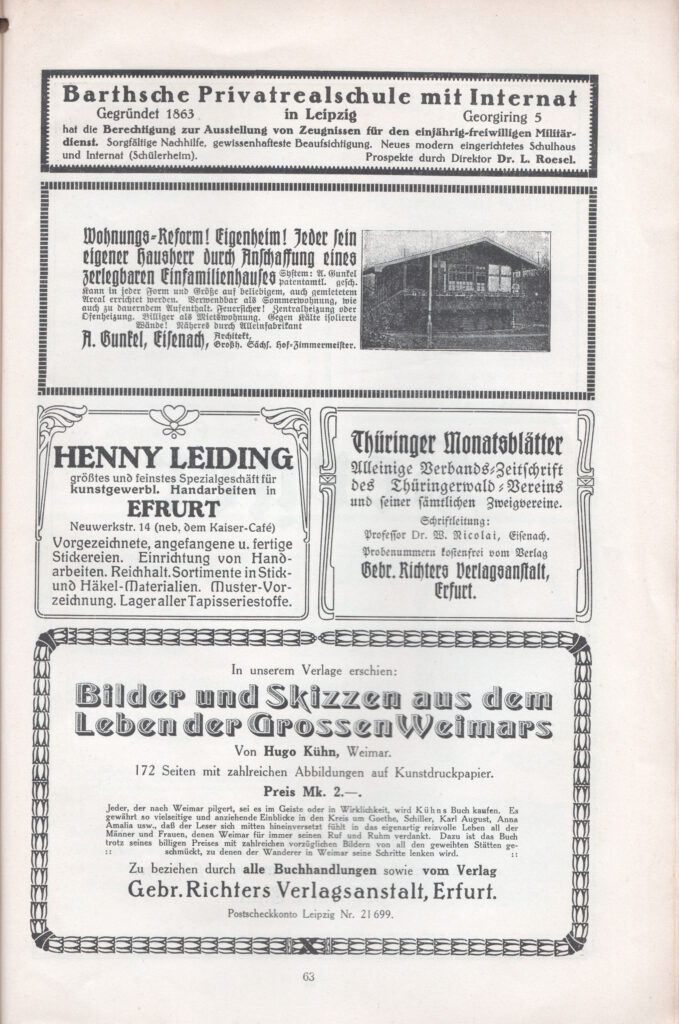 Barthsche Privatrealschule mit Internat
Gegründet 1863 in Leipzig Georgiring 5
hat die Berechtigung zur Ausstellung von Zeugnissen für den einjährig-freiwilligen Militär-
dienst. Sorgfältige Nachhilfe, gewissenhafteste Beaufsichtigung. Neues modern eingerichtetes Schulhaus
und Internat (Schülerheim). Prospekte durch Direktor Dr. L. Roesel.
Wohnungs-Reform! Eigenheim! Jeder sein
eigener Hausherr durch Anschaffung eines
zerlegbaren Einfamilienhauses System: A. Gunkel
patentamtl. gesch.
Kann in jeder Form und Größe auf beliebigem, auch gemietetem
Areal errichtet werden. Verwendbar als Sommerwohnung, wie
auch zu dauerndem Aufenthalt. Feuersicher! Zentralheizung oder
Ofenheizung. Billiger als Mietswohnung. Gegen Kälte isolierte
Wände! Näheres durch Alleinfabrikant
A. Gunkel, Eisenach, Architekt,
Großh. Sächs. Hof-Zimmermeister.
HENNY LEIDING
größtes und feinstes Spezialgeschäft für
kunstgewerbl. Handarbeiten in
EFRURT
Neuwerkstr. 14 (neb. dem Kaiser-Café)
Vorgezeichnete, angefangene u. fertige
Stickereien. Einrichtung von Hand-
arbeiten. Reichhalt. Sortimente in Stick-
und Häkel-Materialien. Muster-Vor-
zeichnung. Lager aller Tapisseriestoffe.
Thüringer Monatsblätter
Alleinige Verbands-Zeitschrift
des Thüringerwald-Vereins
und seiner sämtlichen Zweigvereine.
Schriftleitung:
Professor Dr. W. Nicolai, Eisenach.
Probenummern kostenfrei vom Verlag
Gebr. Richters Verlagsanstalt,
Erfurt.
In unserem Verlage erschien:
Bilder und Skizzen aus dem
Leben der Grossen Weimars
Von Hugo Kühn, Weimar.
172 Seiten mit zahlreichen Abbildungen auf Kunstdruckpapier.
Preis Mk. 2.—.
Jeder, der nach Weimar pilgert, sei es im Geiste oder in Wirklichkeit, wird Kühns Buch kaufen. Es
gewährt so vielseitige und anziehende Einblicke in den Kreis um Goethe, Schiller, Karl August, Anna
Amalia usw., daß der Leser sich mitten hineinversetzt fühlt in das eigenartig reizvolle Leben all der
Männer und Frauen, denen Weimar für immer seinen Ruf und Ruhm verdankt. Dazu ist das Buch
trotz seines billigen Preises mit zahlreichen vorzüglichen Bildern von all den geweihten Stätten ge-
:: schmückt, zu denen der Wanderer in Weimar seine Schritte lenken wird. ::
Zu beziehen durch alle Buchhandlungen sowie vom Verlag
Gebr. Richters Verlagsanstalt, Erfurt.
Postscheckkonto Leipzig Nr. 21699.
63